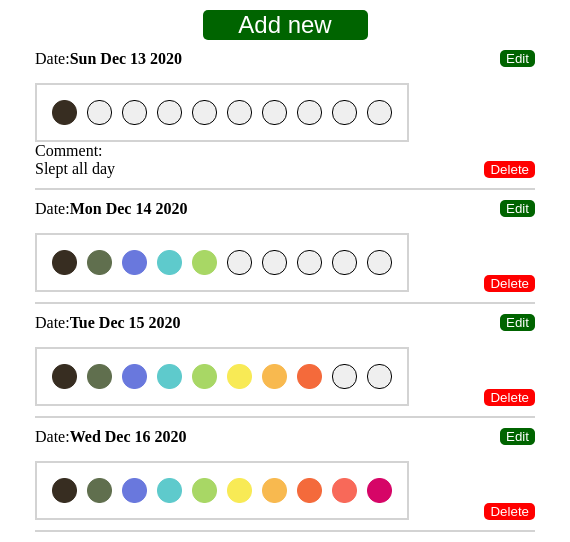 Add new
Date:Sun Dec 13 2020 Edit
Comment:
Slept all day Delete
Date:Mon Dec 14 2020 Edit
Delete
Date:Tue Dec 15 2020 Edit
Delete
Date:Wed Dec 16 2020 Edit
Delete